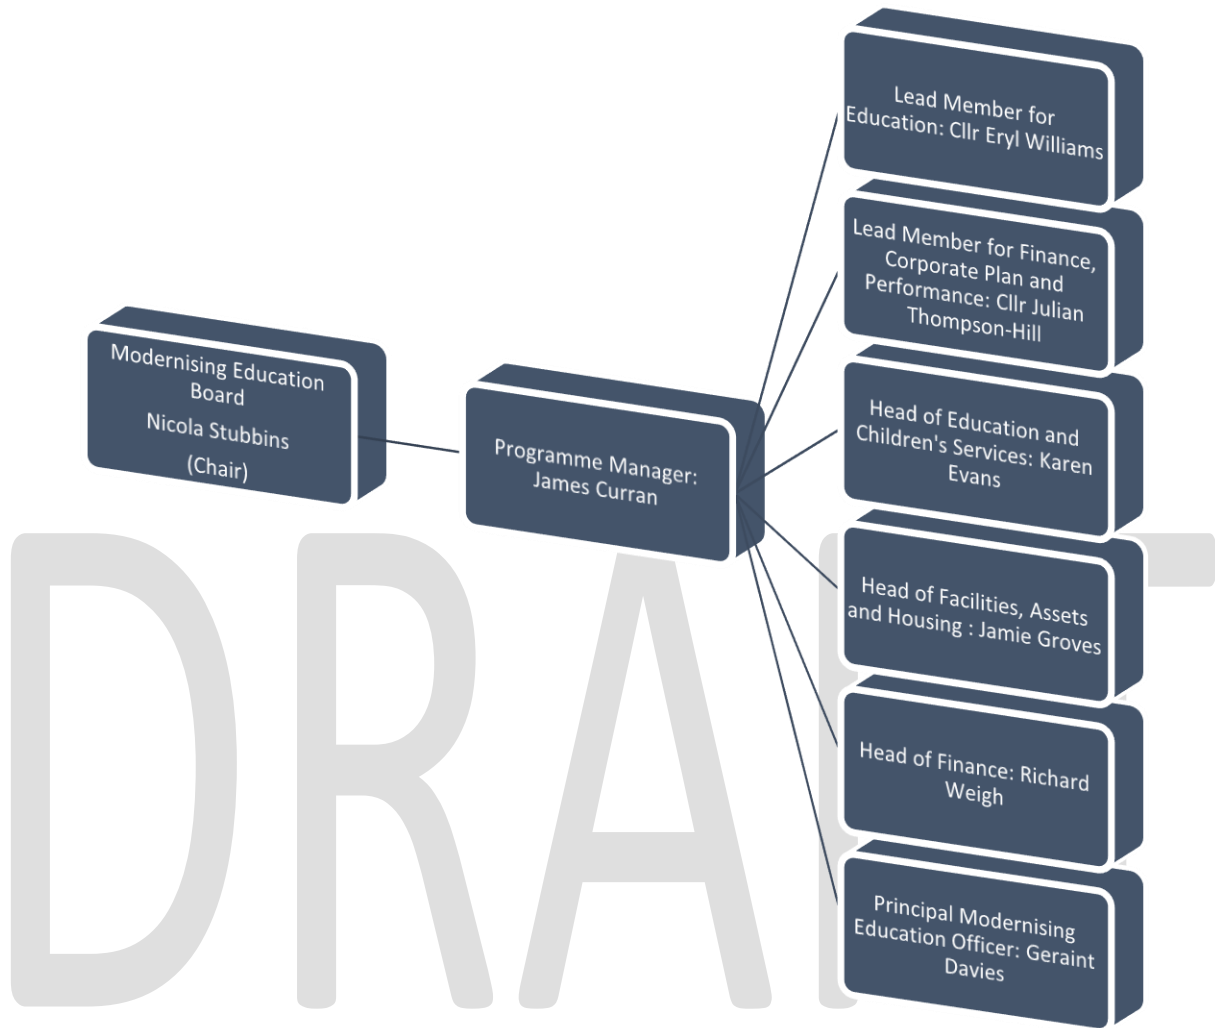 Modernising Education
Board
Nicola Stubbins
(Chair)
Programme Manager:
James Curran
Lead Member for
Education: Cllr Eryl Williams
Lead Member for Finance,
Corporate Plan and
Performance: Cllr Julian
Thompson-Hill
Head of Education and
Children's Services: Karen
Evans
Head of Facilities, Assets
and Housing : Jamie Groves
Head of Finance: Richard
Weigh
Principal Modernising
Education Officer: Geraint
Davies
DRAFT